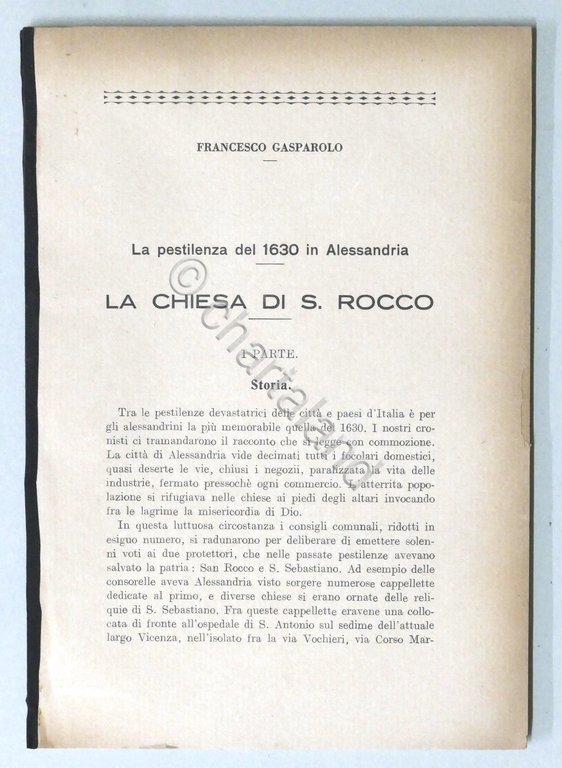 FRANCESCO GASPAROLO
La pestilenza del 1630 in Alessandria
LA CHIESA DI S. ROCCO
I PARTE.
Storia.
Tra le pestilenze devastatrici delle città e paesi d'Italia è per
gli alessandrini la più memorabile quella del 1630. I nostri cro-
nisti ci tramandarono il racconto che si legge con commozione.
La città di Alessandria vide decimati tutti i focolari domestici,
quasi deserte le vie, chiusi i negozii, paralizzata la vita delle
industrie, fermato pressochè ogni commercio. L'atterrita popo-
lazione si rifugiava nelle chiese ai piedi degli altari invocando
fra le lagrime la misericordia di Dio.
In questa luttuosa circostanza i consigli comunali, ridotti in
esiguo numero, si radunarono per deliberare di emettere solen-
ni voti ai due protettori, che nelle passate pestilenze avevano
salvato la patria: San Rocco e S. Sebastiano. Ad esempio delle
consorelle aveva Alessandria visto sorgere numerose cappellette
dedicate al primo, e diverse chiese si erano ornate delle reli-
quie di S. Sebastiano. Fra queste cappellette eravene una collo-
cata di fronte all'ospedale di S. Antonio sul sedime dell'attuale
largo Vicenza, nell'isolato fra la via Vochieri, via Corso Mar-
© chartaland